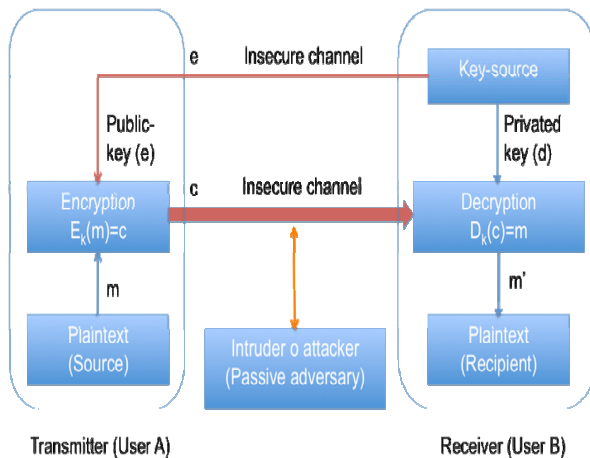 e
Insecure channel
Key-source
Public-
key (e)
Privated
key (d)
c
Insecure channel
Encryption
Eₖ(m)=c
Decryption
Dₖ(c)=m
m
m'
Plaintext
(Source)
Intruder o attacker
(Passive adversary)
Plaintext
(Recipient)
Transmitter (User A)
Receiver (User B)